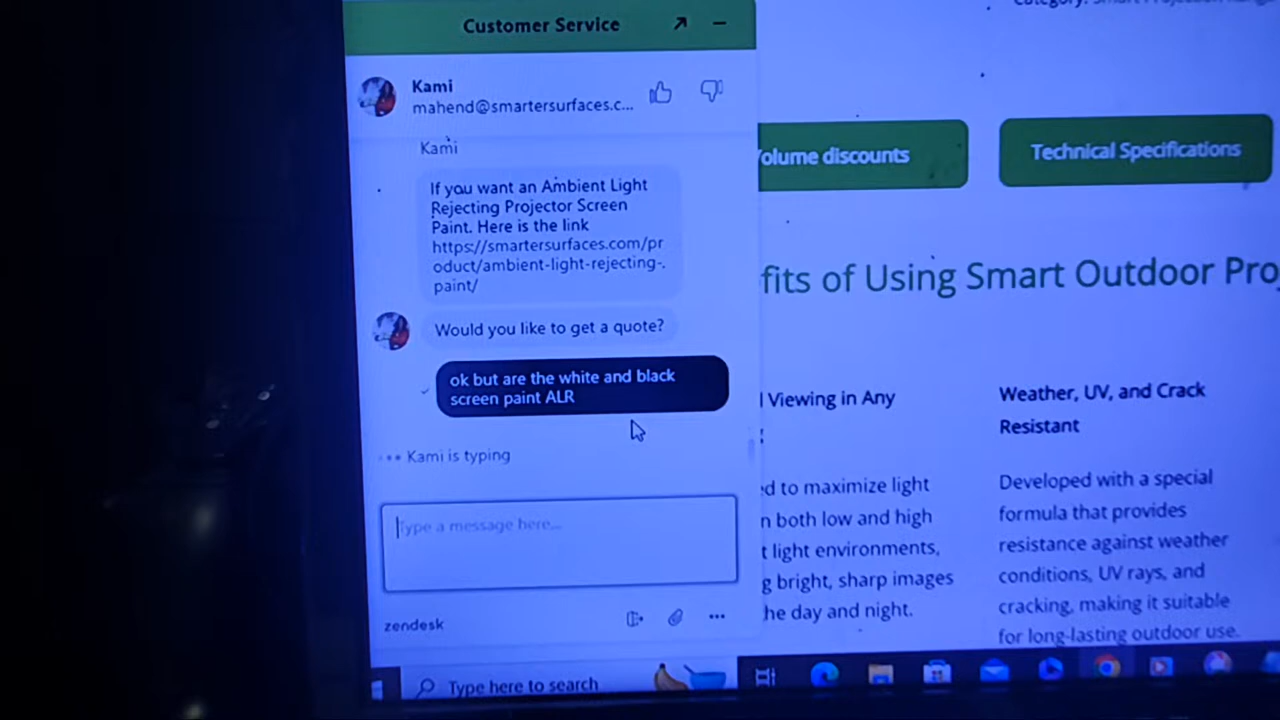 Customer Service
Kami
mahend@smartersurfaces.c...
Kami
If you want an Ambient Light
Rejecting Projector Screen
Paint. Here is the link
https://smartersurfaces.com/pr
oduct/ambient-light-rejecting-
paint/
Would you like to get a quote?
ok but are the white and black
screen paint ALR
Kami is typing
Type a message here...
zendesk
olume discounts
Technical Specifications
fits of Using Smart Outdoor Pro
l Viewing in Any
ed to maximize light
n both low and high
t light environments,
g bright, sharp images
he day and night.
Weather, UV, and Crack
Resistant
Developed with a special
formula that provides
resistance against weather
conditions, UV rays, and
cracking, making it suitable
for long-lasting outdoor use.
Type here to search